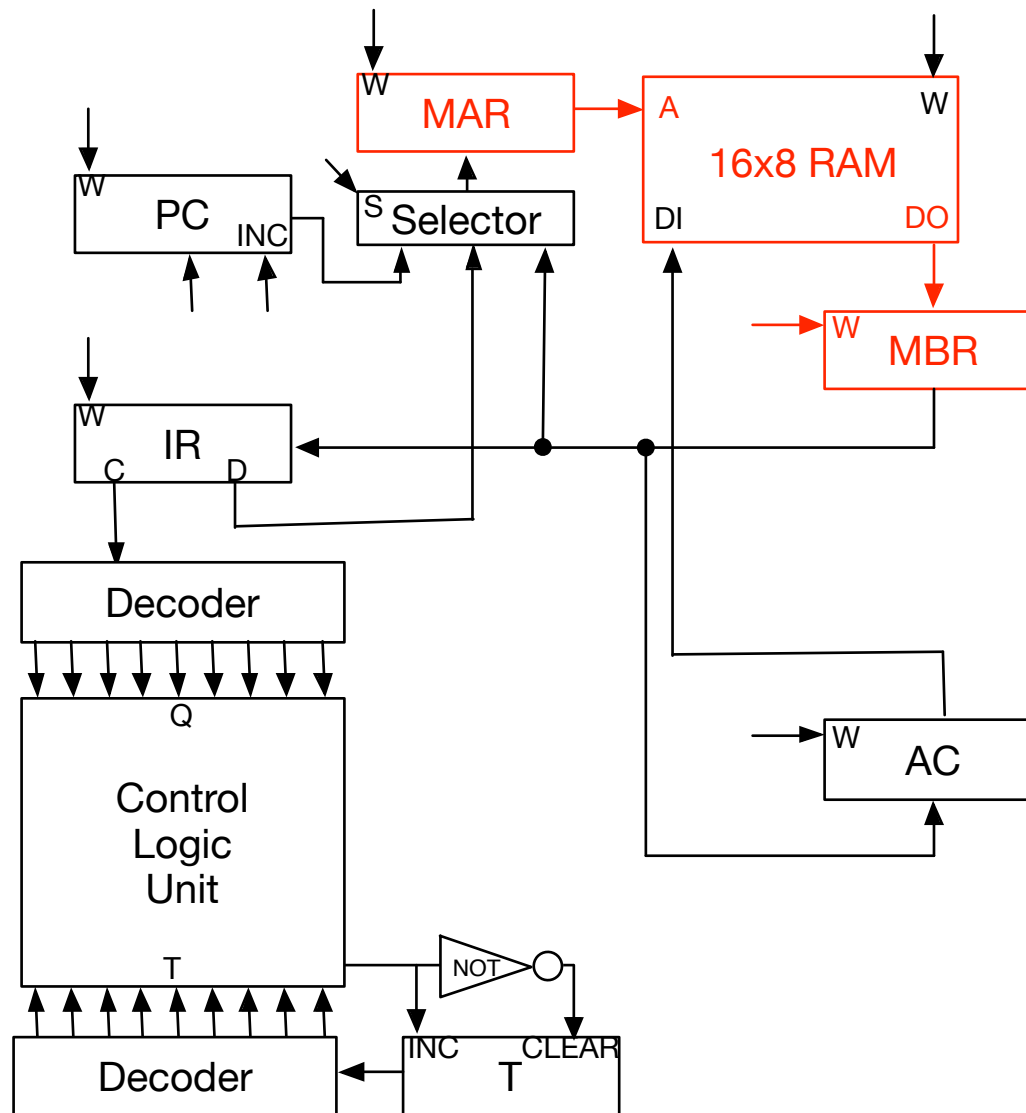 W
MAR
W
A
16x8 RAM
DI
DO
W
PC
INC
S
Selector
W
MBR
W
IR
C
D
Decoder
Q
Control
Logic
Unit
T
W
AC
NOT
INC
CLEAR
T
Decoder